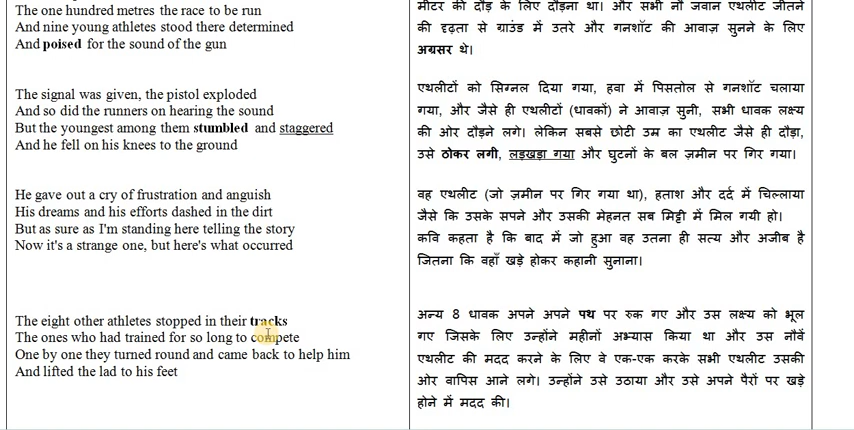 The one hundred metres the race to be run
And nine young athletes stood there determined
And poised for the sound of the gun
The signal was given, the pistol exploded
And so did the runners on hearing the sound
But the youngest among them stumbled and staggered
And he fell on his knees to the ground
He gave out a cry of frustration and anguish
His dreams and his efforts dashed in the dirt
But as sure as I'm standing here telling the story
Now it's a strange one, but here's what occurred
The eight other athletes stopped in their tracks
The ones who had trained for so long to compete
One by one they turned round and came back to help him
And lifted the lad to his feet
मीटर की दौड़ के लिए दौड़ना था। और सभी नौ जवान एथलीट जीतने
की दृढ़ता से ग्राउंड में उतरे और गनशॉट की आवाज़ सुनने के लिए
अग्रसर थे।
एथलीटों को सिग्नल दिया गया, हवा में पिसतोल से गनशॉट चलाया
गया, और जैसे ही एथलीटों (धावकों) ने आवाज़ सुनी, सभी धावक लक्ष्य
की ओर दौड़ने लगे। लेकिन सबसे छोटी उम्र का एथलीट जैसे ही दौड़ा,
उसे ठोकर लगी, लड़खड़ा गया और घुटनों के बल ज़मीन पर गिर गया।
वह एथलीट (जो ज़मीन पर गिर गया था), हताश और दर्द में चिल्लाया
जैसे कि उसके सपने और उसकी मेहनत सब मिट्टी में मिल गयी हो।
कवि कहता है कि बाद में जो हुआ वह उतना ही सत्य और अजीब है
जितना कि वहाँ खड़े होकर कहानी सुनाना।
अन्य 8 धावक अपने अपने पथ पर रुक गए और उस लक्ष्य को भूल
गए जिसके लिए उन्होंने महीनों अभ्यास किया था और उस नौवें
एथलीट की मदद करने के लिए वे एक-एक करके सभी एथलीट उसकी
ओर वापिस आने लगे। उन्होंने उसे उठाया और उसे अपने पैरों पर खड़े
होने में मदद की।